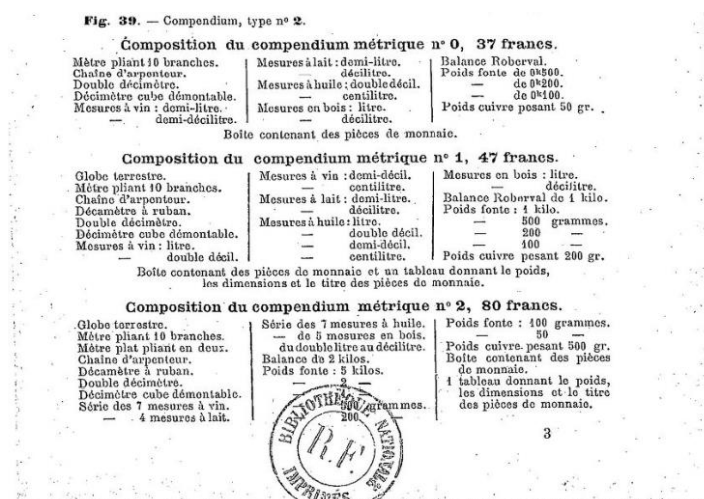 Fig. 39. — Compendium, type nº 2.
Composition du compendium métrique nº 0, 37 francs.
Mètre pliant 10 branches.
Chaîne d'arpenteur.
Double décimètre.
Décimètre cube démontable.
Mesures à vin : demi-litre.
— demi-décilitre.
Mesures à lait : demi-litre.
— décilitre.
Mesures à huile : double décil.
— centilitre.
Mesures en bois : litre.
— décilitre.
Balance Roberval.
Poids fonte de 0k500.
— de 0k200.
— de 0k100.
Poids cuivre pesant 50 gr.
Boîte contenant des pièces de monnaie.
Composition du compendium métrique nº 1, 47 francs.
Globe terrestre.
Mètre pliant 10 branches.
Chaîne d'arpenteur.
Décamètre à ruban.
Double décimètre.
Décimètre cube démontable.
Mesures à vin : litre.
— double décil.
Mesures à vin : demi-décil.
— centilitre.
Mesures à lait : demi-litre.
— décilitre.
Mesures à huile : litre.
— double décil.
— demi-décil.
— centilitre.
Mesures en bois : litre.
— décilitre.
Balance Roberval de 1 kilo.
Poids fonte : 1 kilo.
— 500 grammes.
— 200 —
— 100 —
Poids cuivre pesant 200 gr.
Boîte contenant des pièces de monnaie et un tableau donnant le poids,
les dimensions et le titre des pièces de monnaie.
Composition du compendium métrique nº 2, 80 francs.
Globe terrestre.
Mètre pliant 10 branches.
Mètre plat pliant en deux.
Chaîne d'arpenteur.
Décamètre à ruban.
Double décimètre.
Décimètre cube démontable.
Série des 7 mesures à vin.
— 4 mesures à lait.
Série des 7 mesures à huile.
— de 5 mesures en bois.
du double litre au décilitre.
Balance de 2 kilos.
Poids fonte : 5 kilos.
— 2 —
500 grammes.
200
Poids fonte : 100 grammes.
— 50 —
Poids cuivre pesant 500 gr.
Boîte contenant des pièces
de monnaie.
1 tableau donnant le poids,
les dimensions et le titre
des pièces de monnaie.
BIBLIOTHÈQUE NATIONALE
R.F.
IMPRIMÉS
3